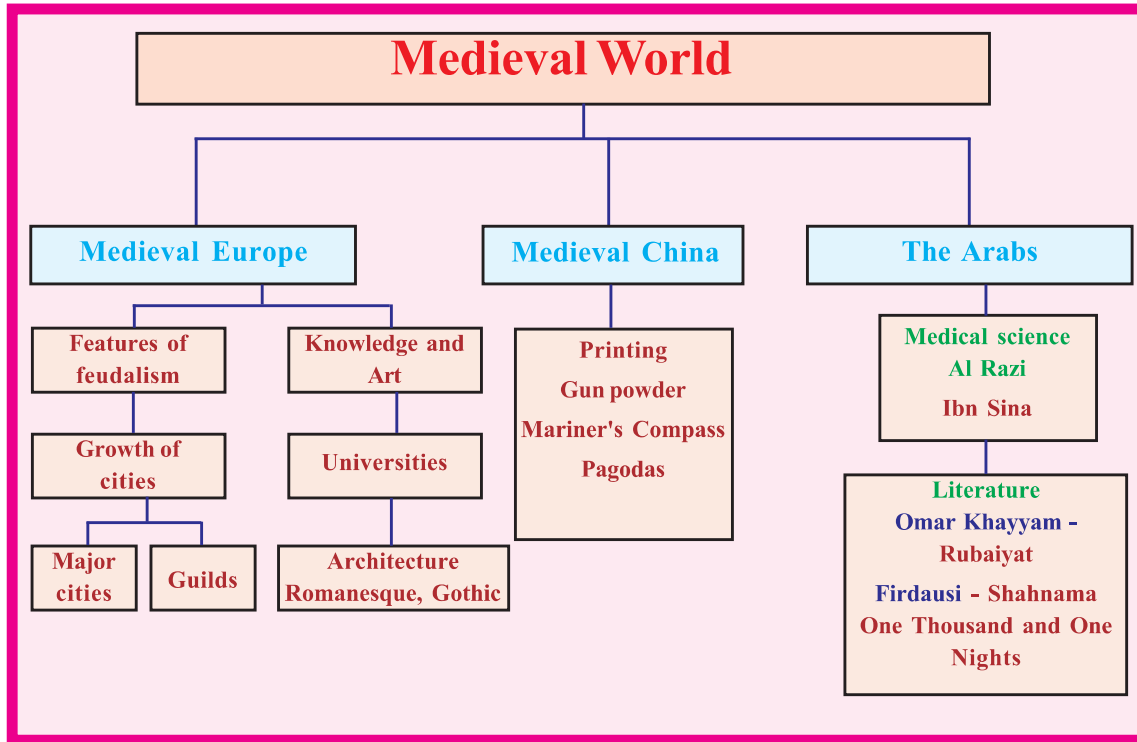 Medieval World
Medieval Europe
Medieval China
The Arabs
Features of
feudalism
Knowledge and
Art
Growth of
cities
Universities
Major
cities
Guilds
Architecture
Romanesque, Gothic
Printing
Gun powder
Mariner's Compass
Pagodas
Medical science
Al Razi
Ibn Sina
Literature
Omar Khayyam -
Rubaiyat
Firdausi - Shahnama
One Thousand and One
Nights